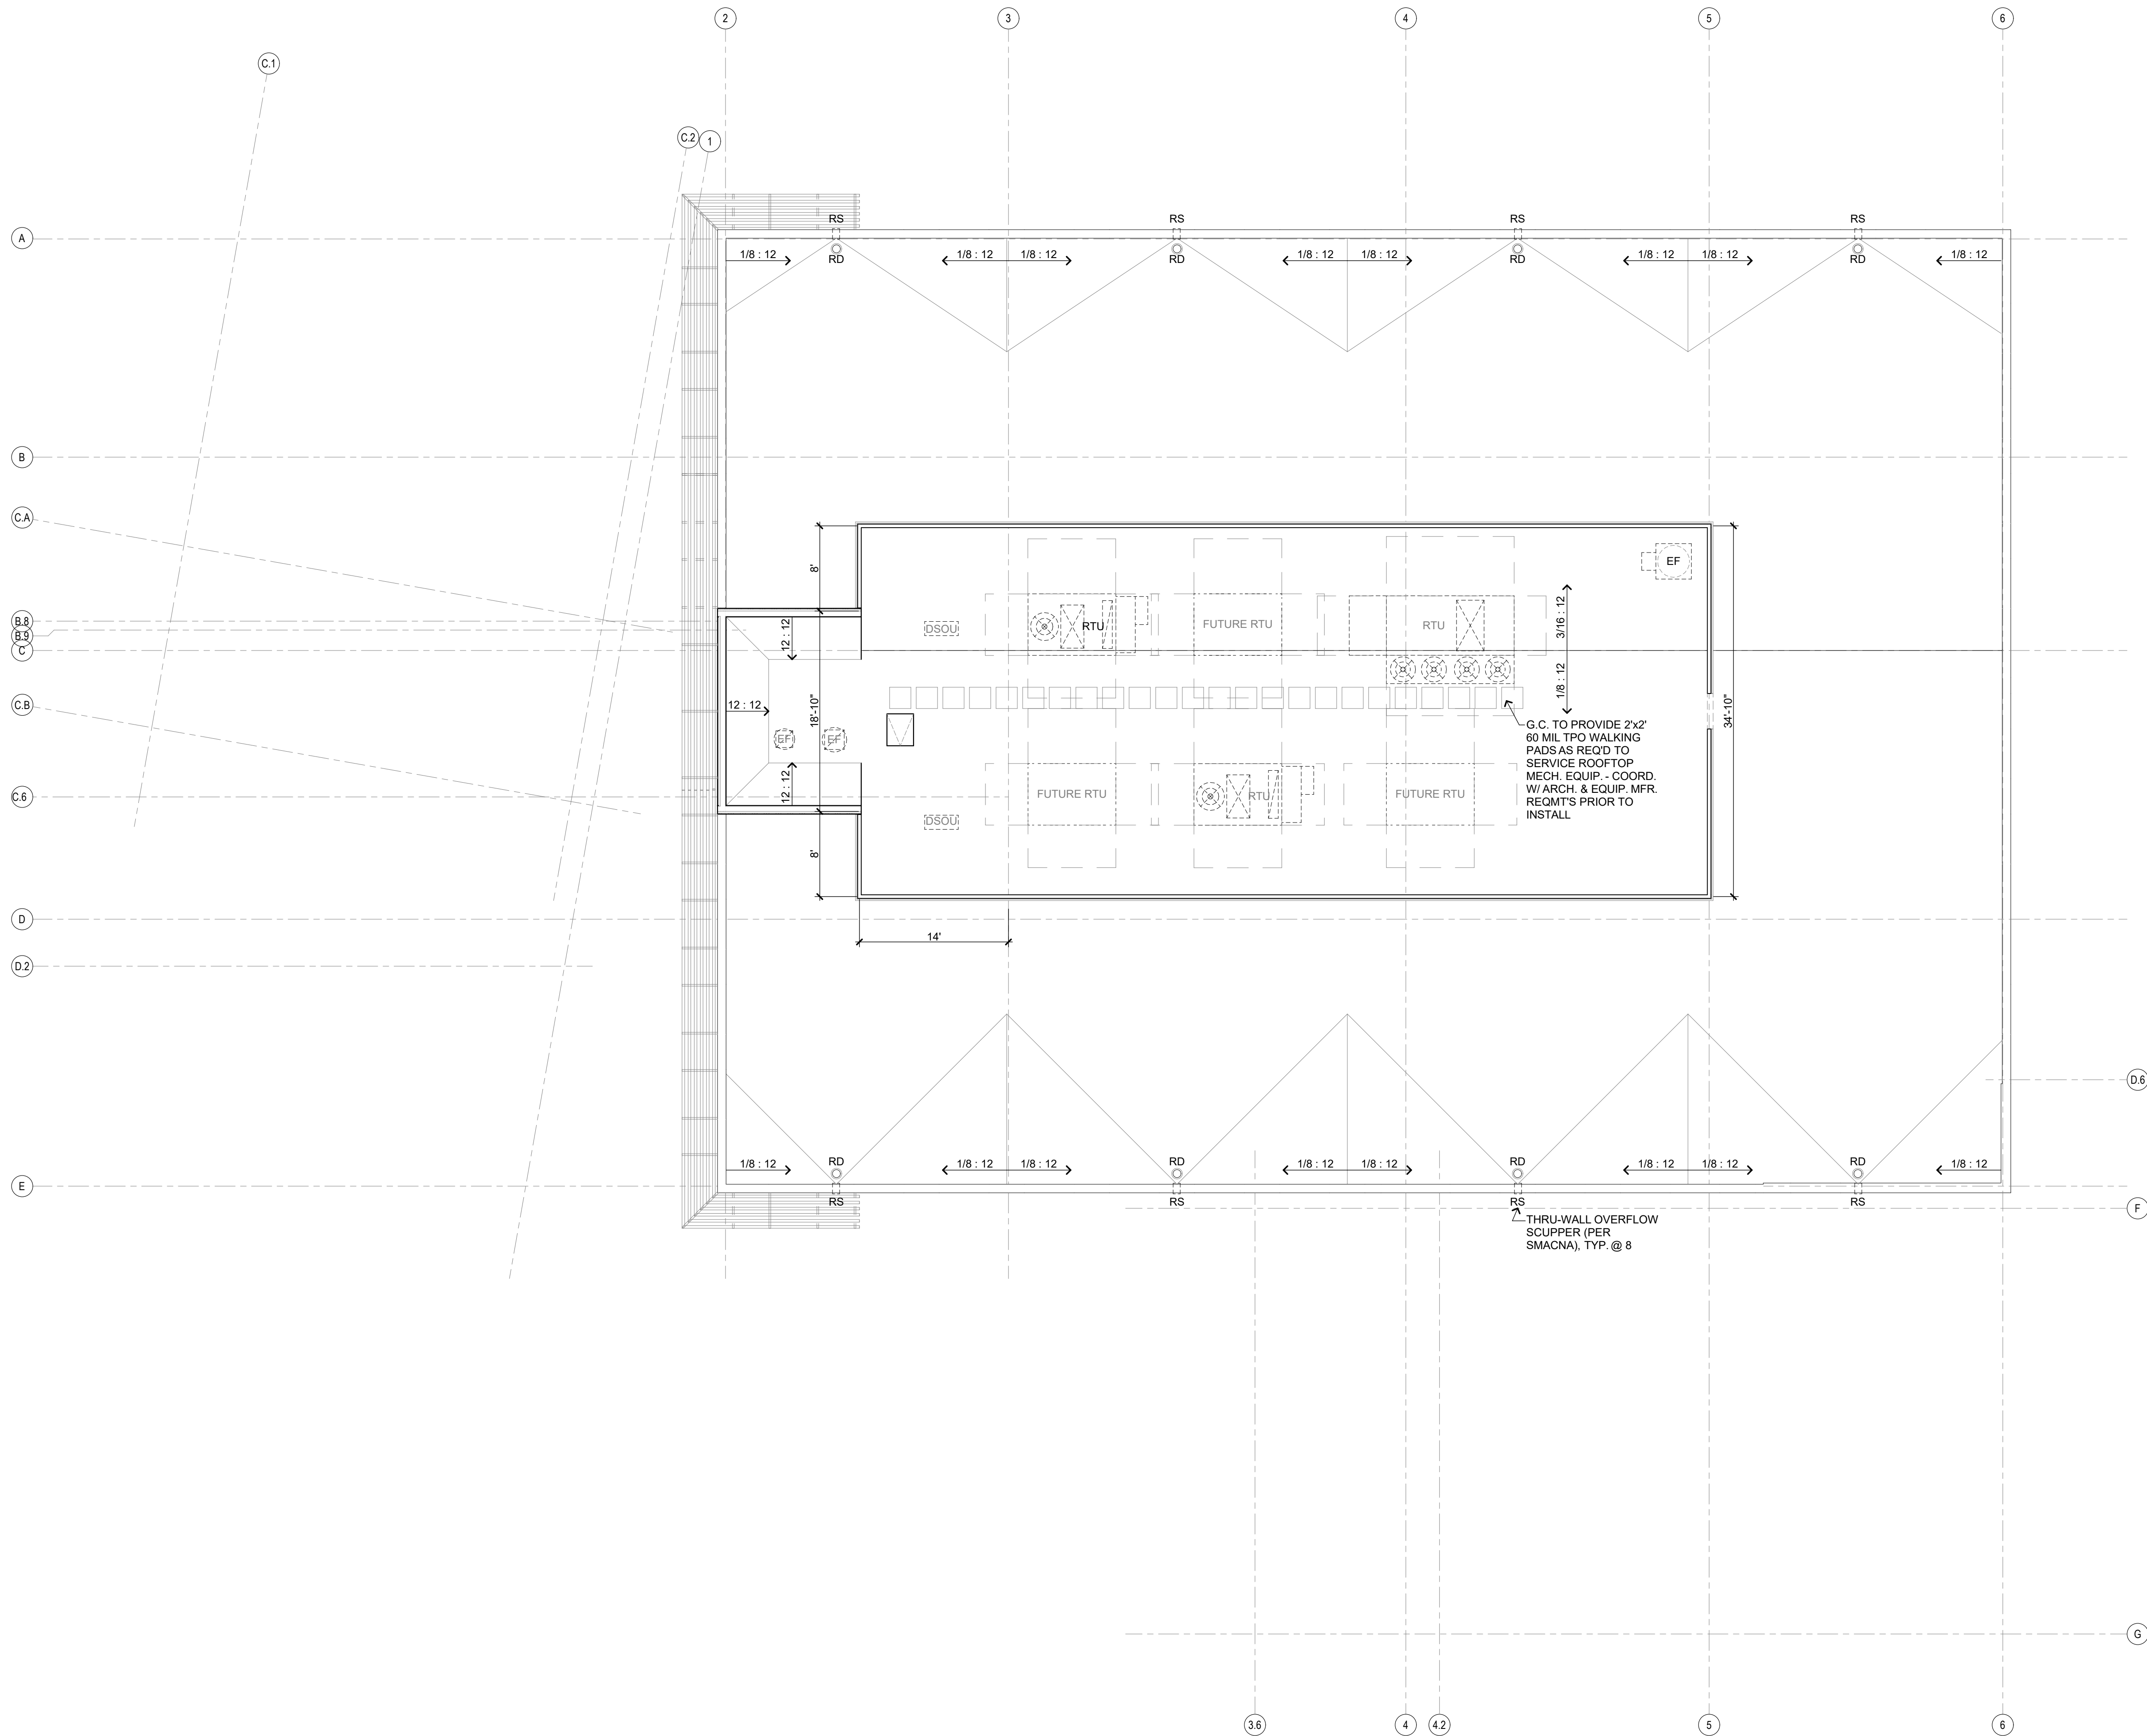 2
3
4
5
6
C.1
C.2
1
A
RS
RS
RS
RS
RD
RD
RD
RD
1/8 : 12
1/8 : 12
1/8 : 12
1/8 : 12
1/8 : 12
1/8 : 12
1/8 : 12
1/8 : 12
B
C.A
B.8
B.9
C
C.B
C.6
8'
18'-10"
8'
34'-10"
14'
12 : 12
12 : 12
12 : 12
EF
EF
EF
DSOU
RTU
FUTURE RTU
RTU
3/16 : 12
1/8 : 12
G.C. TO PROVIDE 2'x2'
60 MIL TPO WALKING
PADS AS REQ'D TO
SERVICE ROOFTOP
MECH. EQUIP. - COORD.
W/ ARCH. & EQUIP. MFR.
REQMT'S PRIOR TO
INSTALL
DSOU
FUTURE RTU
RTU
FUTURE RTU
D
D.2
D.6
1/8 : 12
1/8 : 12
1/8 : 12
1/8 : 12
1/8 : 12
1/8 : 12
1/8 : 12
1/8 : 12
RD
RD
RD
RD
E
RS
RS
RS
RS
F
THRU-WALL OVERFLOW
SCUPPER (PER
SMACNA), TYP. @ 8
G
3.6
4
4.2
5
6